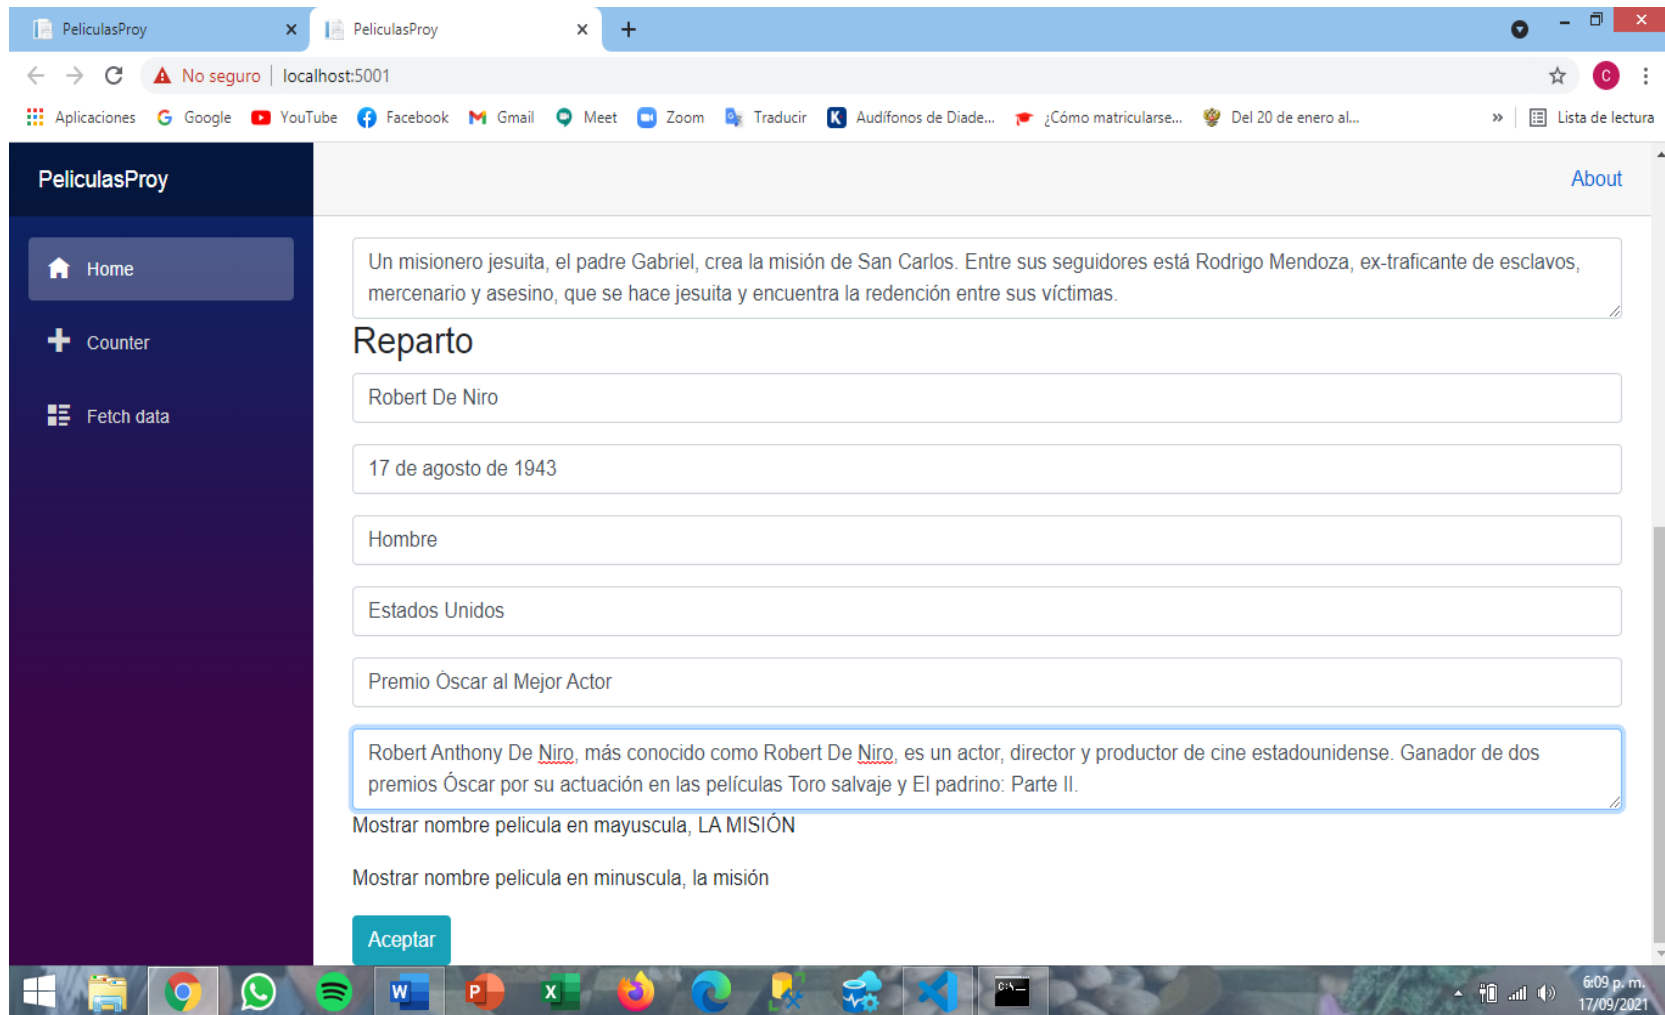 PeliculasProy
PeliculasProy
No seguro
localhost:5001
C
Aplicaciones
Google
YouTube
Facebook
Gmail
Meet
Zoom
Traducir
Audífonos de Diade...
¿Cómo matricularse...
Del 20 de enero al...
»
Lista de lectura
PeliculasProy
About
Home
Counter
Fetch data
Un misionero jesuita, el padre Gabriel, crea la misión de San Carlos. Entre sus seguidores está Rodrigo Mendoza, ex-traficante de esclavos,
mercenario y asesino, que se hace jesuita y encuentra la redención entre sus víctimas.
Reparto
Robert De Niro
17 de agosto de 1943
Hombre
Estados Unidos
Premio Óscar al Mejor Actor
Robert Anthony De Niro, más conocido como Robert De Niro, es un actor, director y productor de cine estadounidense. Ganador de dos
premios Óscar por su actuación en las películas Toro salvaje y El padrino: Parte II.
Mostrar nombre pelicula en mayuscula, LA MISIÓN
Mostrar nombre pelicula en minuscula, la misión
Aceptar
6:09 p. m.
17/09/2021